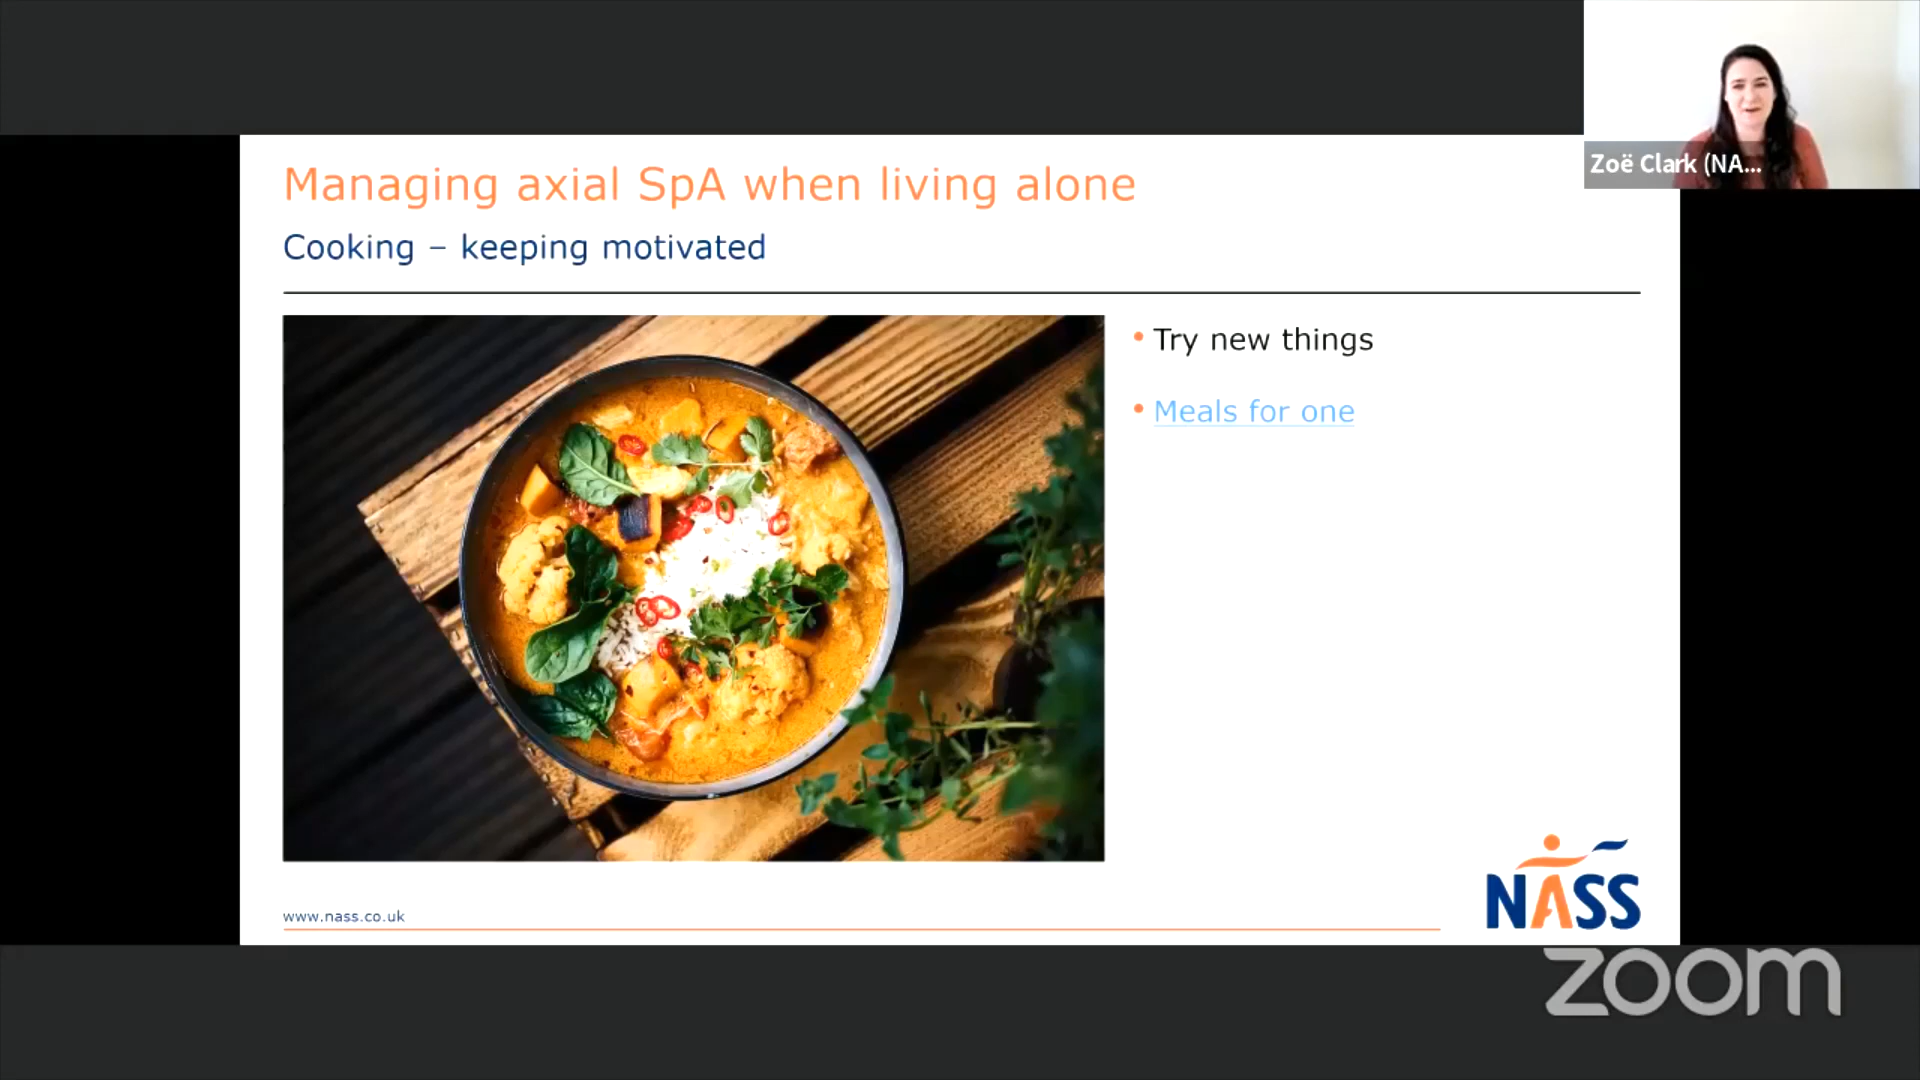 Zoë Clark (NA...
Managing axial SpA when living alone
Cooking – keeping motivated
• Try new things
• Meals for one
www.nass.co.uk
NASS
zoom